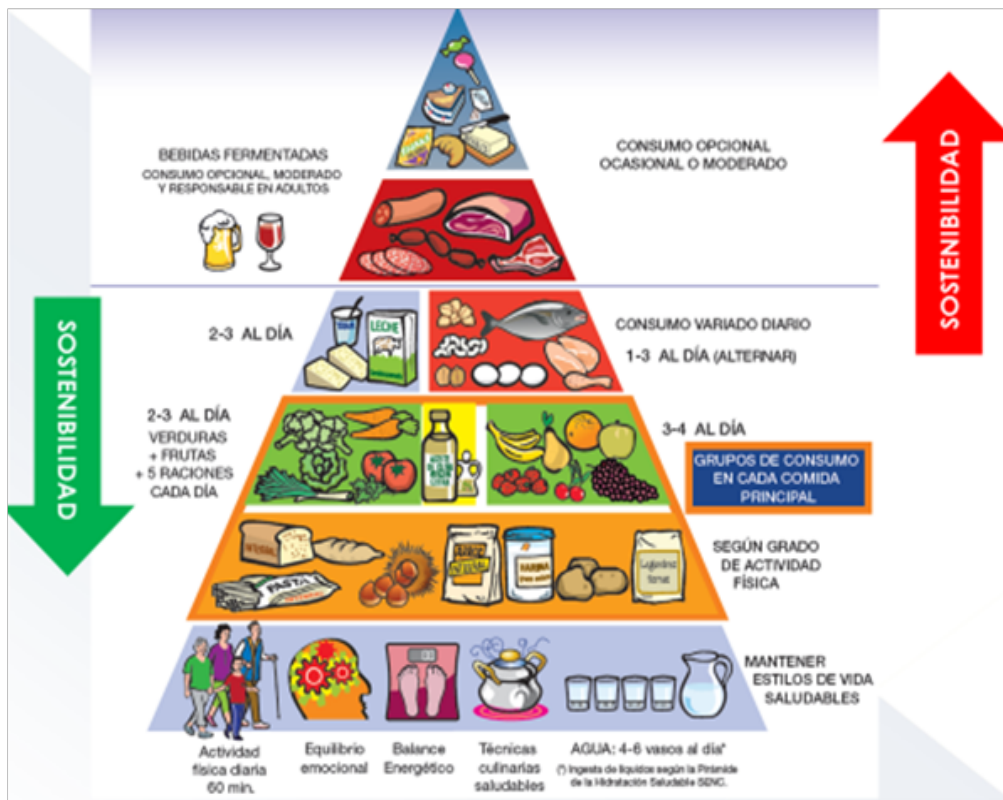 BEBIDAS FERMENTADAS
CONSUMO OPCIONAL, MODERADO
Y RESPONSABLE EN ADULTOS
CONSUMO OPCIONAL
OCASIONAL O MODERADO
SOSTENIBILIDAD
2-3 AL DÍA
LECHE
CONSUMO VARIADO DIARIO
1-3 AL DÍA (ALTERNAR)
SOSTENIBILIDAD
2-3 AL DÍA
VERDURAS
+ FRUTAS
+ 5 RACIONES
CADA DÍA
3-4 AL DÍA
GRUPOS DE CONSUMO
EN CADA COMIDA
PRINCIPAL
INTEGRAL
PASTA
ARROZ
INTEGRAL
HARINA
SEGÚN GRADO
DE ACTIVIDAD
FÍSICA
MANTENER
ESTILOS DE VIDA
SALUDABLES
Actividad
física diaria
60 min.
Equilibrio
emocional
Balance
Energético
Técnicas
culinarias
saludables
AGUA: 4-6 vasos al día*
(*) Ingesta de líquidos según la Pirámide
de la Hidratación Saludable SENC.